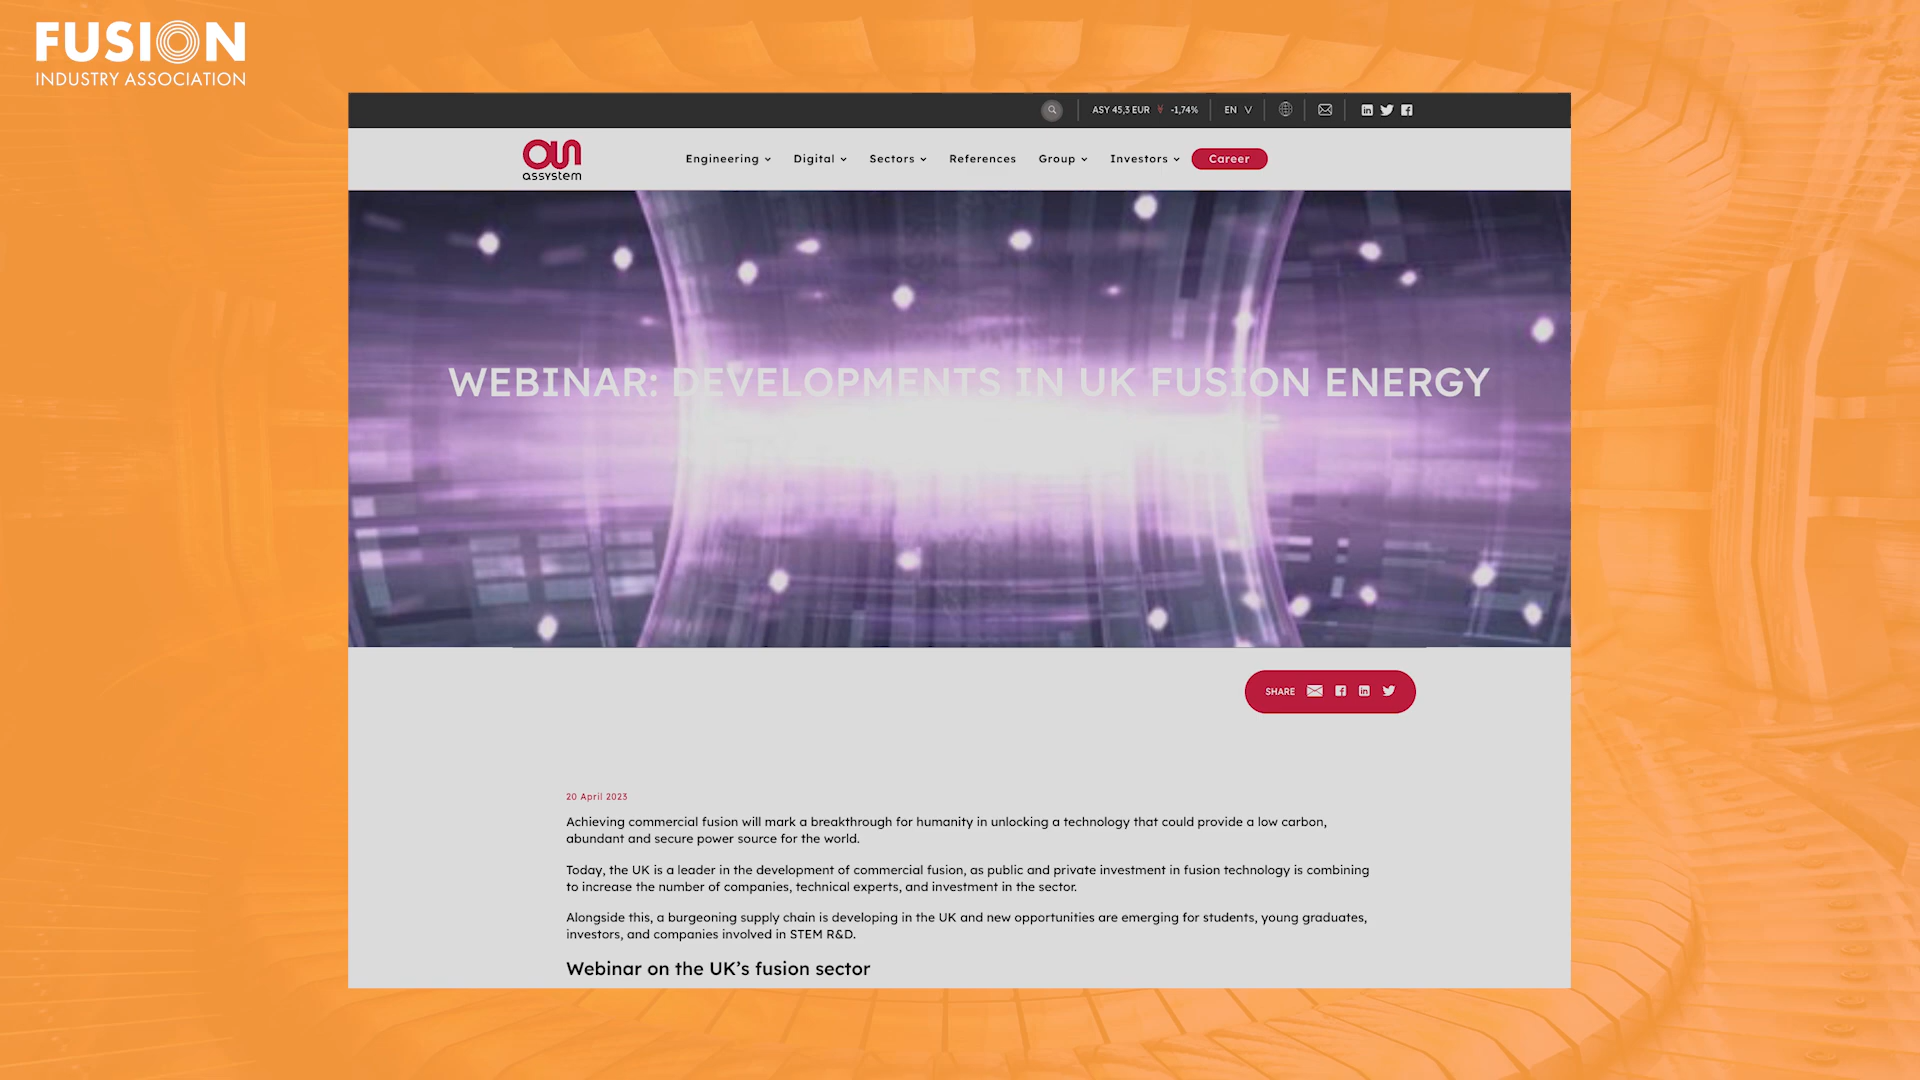 FUSION
INDUSTRY ASSOCIATION
ASY 45,3 EUR -1,74% EN V
assystem
Engineering Digital Sectors References Group Investors Career
WEBINAR: DEVELOPMENTS IN UK FUSION ENERGY
SHARE
20 April 2023
Achieving commercial fusion will mark a breakthrough for humanity in unlocking a technology that could provide a low carbon,
abundant and secure power source for the world.
Today, the UK is a leader in the development of commercial fusion, as public and private investment in fusion technology is combining
to increase the number of companies, technical experts, and investment in the sector.
Alongside this, a burgeoning supply chain is developing in the UK and new opportunities are emerging for students, young graduates,
investors, and companies involved in STEM R&D.
Webinar on the UK’s fusion sector